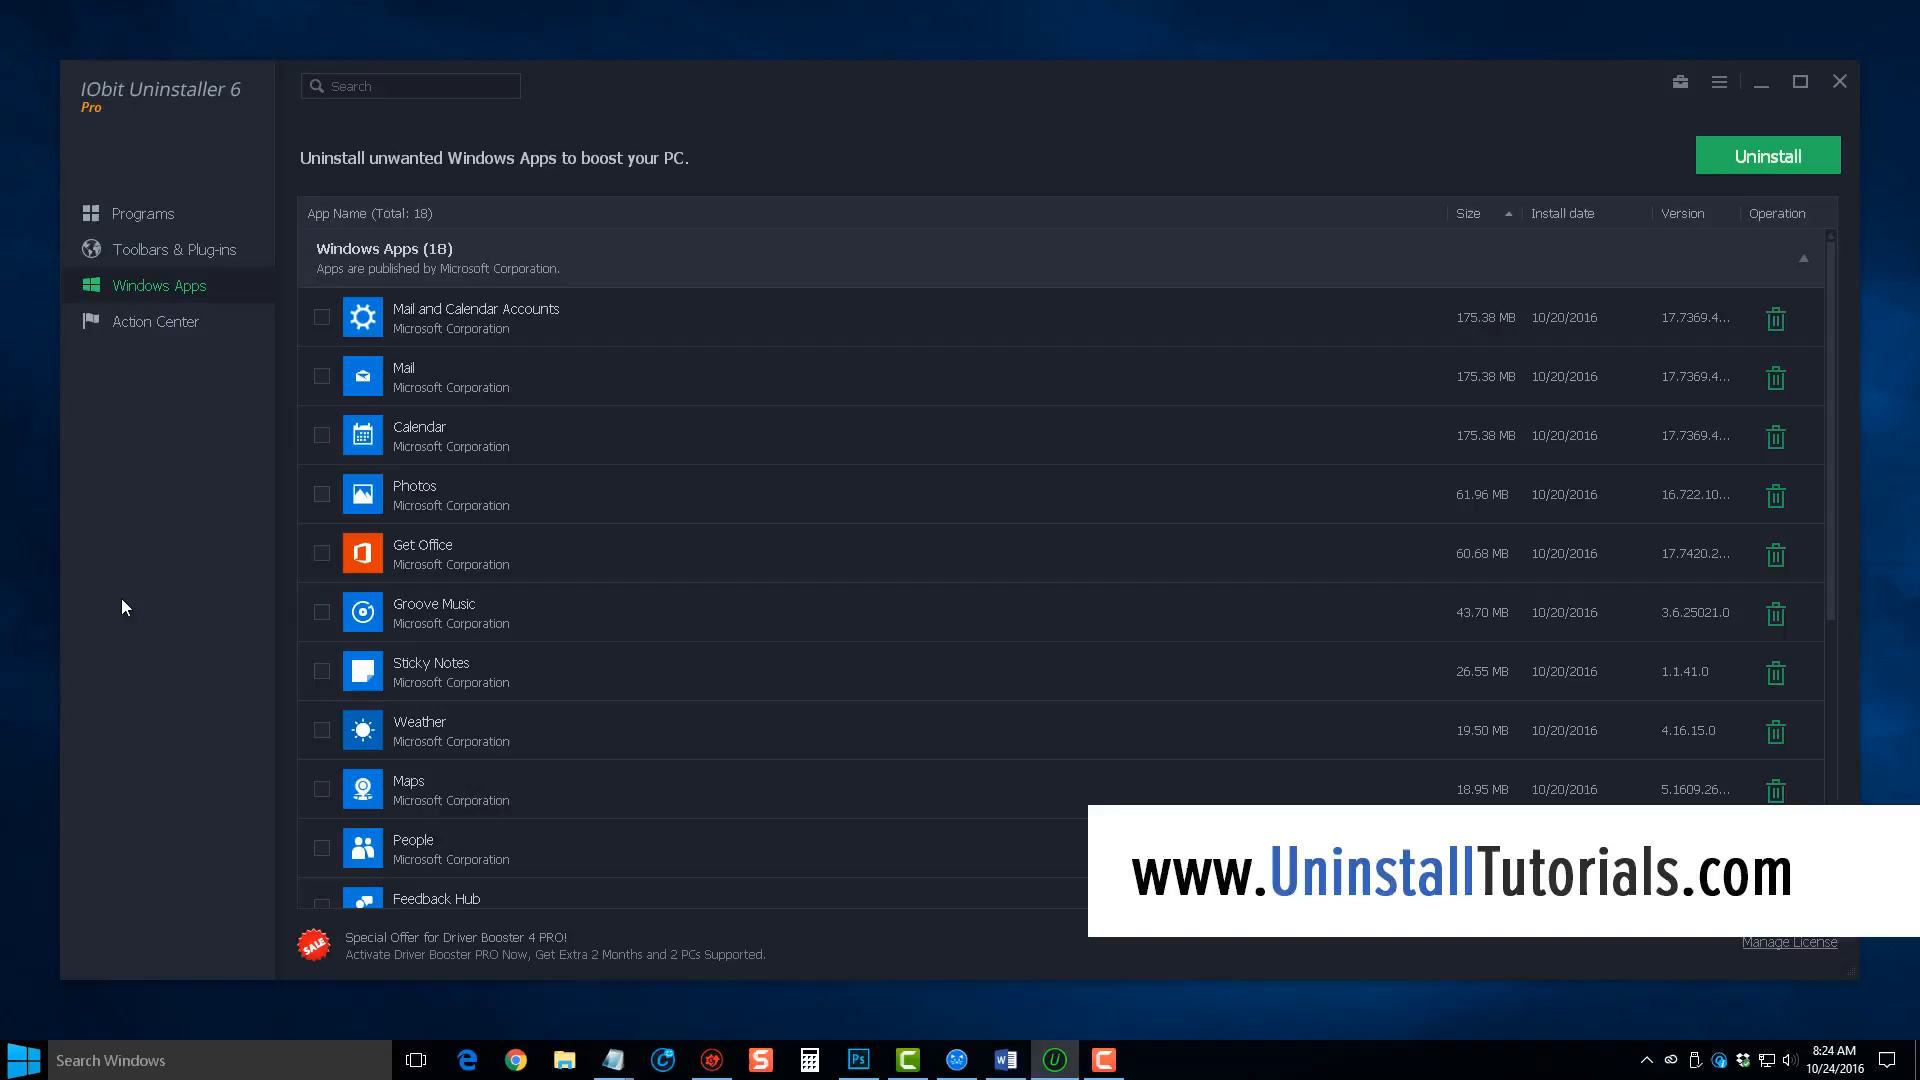 IObit Uninstaller 6
Pro
Search
Uninstall unwanted Windows Apps to boost your PC.
Uninstall
Programs
Toolbars & Plug-ins
Windows Apps
Action Center
App Name (Total: 18) Size Install date Version Operation
Windows Apps (18)
Apps are published by Microsoft Corporation.
Mail and Calendar Accounts
Microsoft Corporation
175.38 MB 10/20/2016 17.7369.4...
Mail
Microsoft Corporation
175.38 MB 10/20/2016 17.7369.4...
Calendar
Microsoft Corporation
175.38 MB 10/20/2016 17.7369.4...
Photos
Microsoft Corporation
61.96 MB 10/20/2016 16.722.10...
Get Office
Microsoft Corporation
60.68 MB 10/20/2016 17.7420.2...
Groove Music
Microsoft Corporation
43.70 MB 10/20/2016 3.6.25021.0
Sticky Notes
Microsoft Corporation
26.55 MB 10/20/2016 1.1.41.0
Weather
Microsoft Corporation
19.50 MB 10/20/2016 4.16.15.0
Maps
Microsoft Corporation
18.95 MB 10/20/2016 5.1609.26...
People
Microsoft Corporation
Feedback Hub
www.UninstallTutorials.com
SALE
Special Offer for Driver Booster 4 PRO!
Activate Driver Booster PRO Now, Get Extra 2 Months and 2 PCs Supported.
Manage License
Search Windows
Ps
8:24 AM
10/24/2016